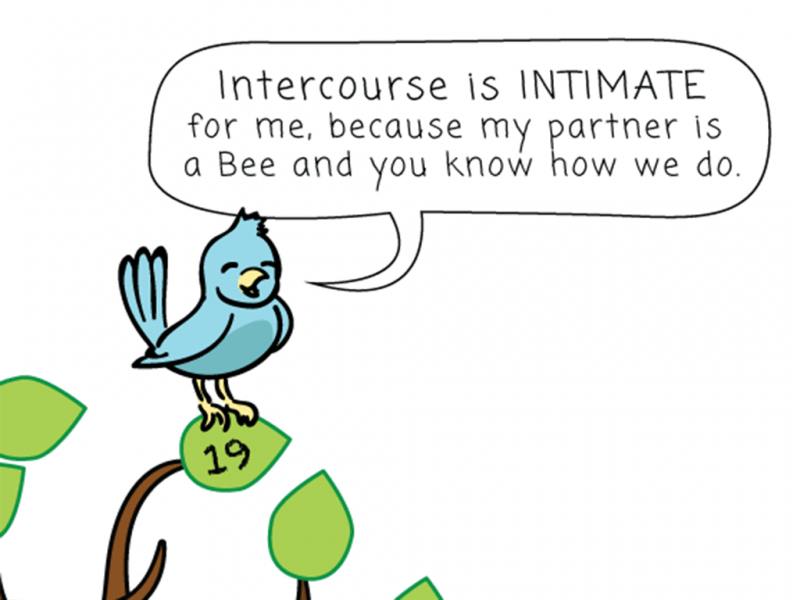 Intercourse is INTIMATE
for me, because my partner is
a Bee and you know how we do.
19